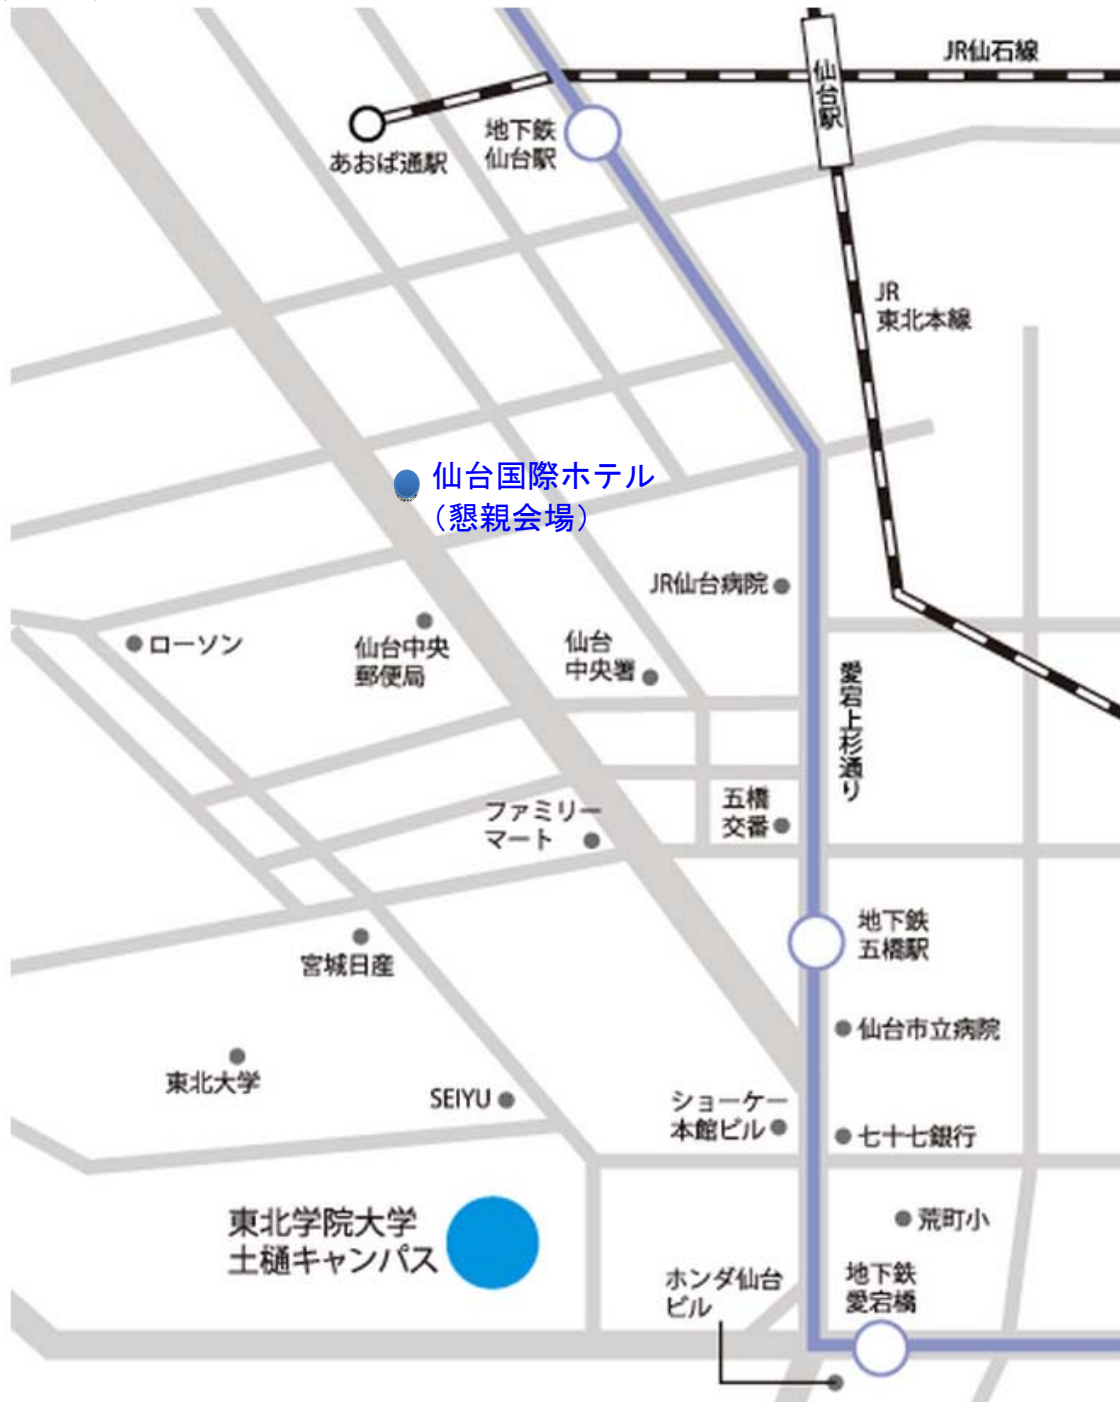 JR仙石線
仙台駅
地下鉄
仙台駅
あおば通駅
JR
東北本線
仙台国際ホテル
（懇親会場）
JR仙台病院
ローソン
仙台中央
郵便局
仙台
中央署
愛宕上杉通り
ファミリー
マート
五橋
交番
地下鉄
五橋駅
宮城日産
仙台市立病院
東北大学
SEIYU
ショーケー
本館ビル
七十七銀行
東北学院大学
土樋キャンパス
荒町小
ホンダ仙台
ビル
地下鉄
愛宕橋